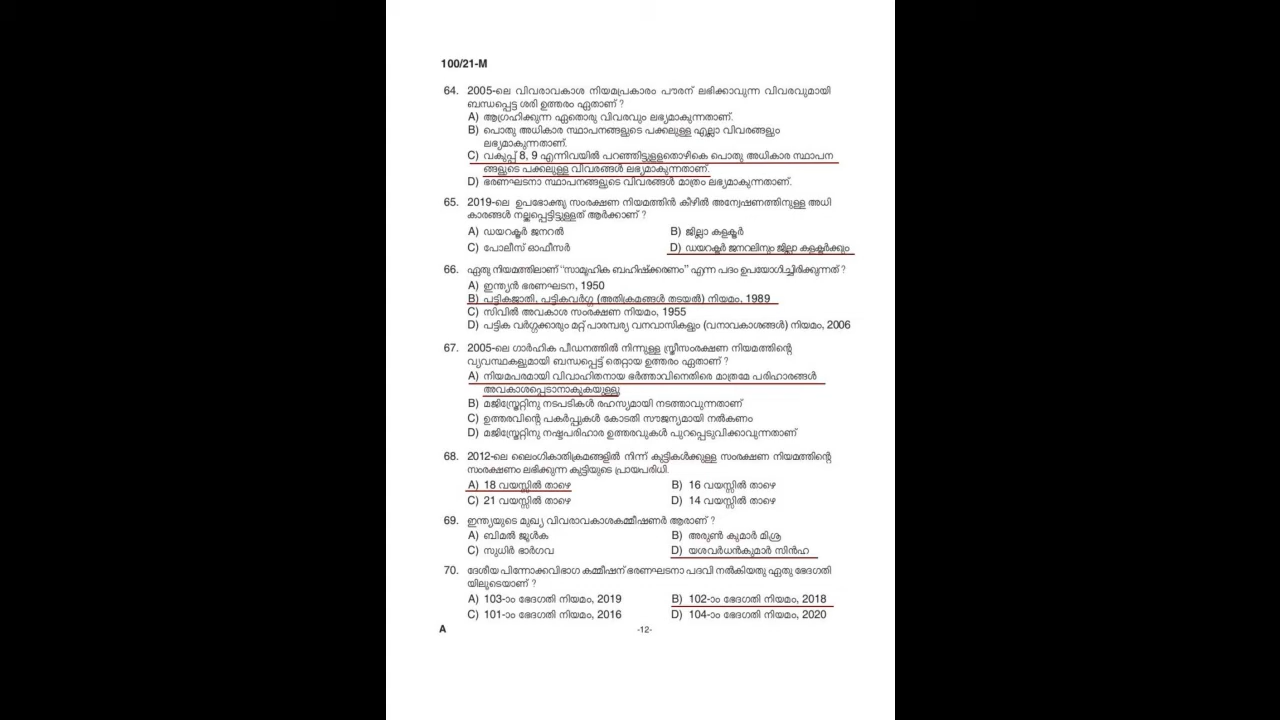 100/21-M
64. 2005-ലെ വിവരാവകാശ നിയമപ്രകാരം പൗരന് ലഭിക്കാവുന്ന വിവരവുമായി
ബന്ധപ്പെട്ട ശരി ഉത്തരം ഏതാണ് ?
A) ആഗ്രഹിക്കുന്ന ഏതൊരു വിവരവും ലഭ്യമാകുന്നതാണ്.
B) പൊതു അധികാര സ്ഥാപനങ്ങളുടെ പക്കലുള്ള എല്ലാ വിവരങ്ങളും
ലഭ്യമാകുന്നതാണ്.
C) വകുപ്പ് 8, 9 എന്നിവയിൽ പറഞ്ഞിട്ടുള്ളതൊഴികെ പൊതു അധികാര സ്ഥാപന
ങ്ങളുടെ പക്കലുള്ള വിവരങ്ങൾ ലഭ്യമാകുന്നതാണ്.
D) ഭരണഘടനാ സ്ഥാപനങ്ങളുടെ വിവരങ്ങൾ മാത്രം ലഭ്യമാകുന്നതാണ്.
65. 2019-ലെ ഉപഭോക്തൃ സംരക്ഷണ നിയമത്തിൻ കീഴിൽ അന്വേഷണത്തിനുള്ള അധി
കാരങ്ങൾ നല്കപ്പെട്ടിട്ടുള്ളത് ആർക്കാണ് ?
A) ഡയറക്ടർ ജനറൽ B) ജില്ലാ കളക്ടർ
C) പോലീസ് ഓഫീസർ D) ഡയറക്ടർ ജനറലിനും ജില്ലാ കളക്ടർക്കും
66. ഏതു നിയമത്തിലാണ് “സാമൂഹിക ബഹിഷ്ക്കരണം” എന്ന പദം ഉപയോഗിച്ചിരിക്കുന്നത് ?
A) ഇന്ത്യൻ ഭരണഘടന, 1950
B) പട്ടികജാതി, പട്ടികവർഗ്ഗ (അതിക്രമങ്ങൾ തടയൽ) നിയമം, 1989
C) സിവിൽ അവകാശ സംരക്ഷണ നിയമം, 1955
D) പട്ടിക വർഗ്ഗക്കാരും മറ്റ് പാരമ്പര്യ വനവാസികളും (വനാവകാശങ്ങൾ) നിയമം, 2006
67. 2005-ലെ ഗാർഹിക പീഡനത്തിൽ നിന്നുള്ള സ്ത്രീസംരക്ഷണ നിയമത്തിന്റെ
വ്യവസ്ഥകളുമായി ബന്ധപ്പെട്ട് തെറ്റായ ഉത്തരം ഏതാണ് ?
A) നിയമപരമായി വിവാഹിതനായ ഭർത്താവിനെതിരെ മാത്രമേ പരിഹാരങ്ങൾ
അവകാശപ്പെടാനാകുകയുള്ളൂ
B) മജിസ്ട്രേറ്റിനു നടപടികൾ രഹസ്യമായി നടത്താവുന്നതാണ്
C) ഉത്തരവിന്റെ പകർപ്പുകൾ കോടതി സൗജന്യമായി നൽകണം
D) മജിസ്ട്രേറ്റിനു നഷ്ടപരിഹാര ഉത്തരവുകൾ പുറപ്പെടുവിക്കാവുന്നതാണ്
68. 2012-ലെ ലൈംഗികാതിക്രമങ്ങളിൽ നിന്ന് കുട്ടികൾക്കുള്ള സംരക്ഷണ നിയമത്തിന്റെ
സംരക്ഷണം ലഭിക്കുന്ന കുട്ടിയുടെ പ്രായപരിധി.
A) 18 വയസ്സിൽ താഴെ B) 16 വയസ്സിൽ താഴെ
C) 21 വയസ്സിൽ താഴെ D) 14 വയസ്സിൽ താഴെ
69. ഇന്ത്യയുടെ മുഖ്യ വിവരാവകാശകമ്മീഷണർ ആരാണ് ?
A) ബിമൽ ജുൽക B) അരുൺ കുമാർ മിശ്ര
C) സുധിർ ഭാർഗവ D) യശവർധൻകുമാർ സിൻഹ
70. ദേശീയ പിന്നോക്കവിഭാഗ കമ്മീഷന് ഭരണഘടനാ പദവി നൽകിയതു ഏതു ഭേദഗതി
യിലൂടെയാണ് ?
A) 103-ാം ഭേദഗതി നിയമം, 2019 B) 102-ാം ഭേദഗതി നിയമം, 2018
C) 101-ാം ഭേദഗതി നിയമം, 2016 D) 104-ാം ഭേദഗതി നിയമം, 2020
A -12-